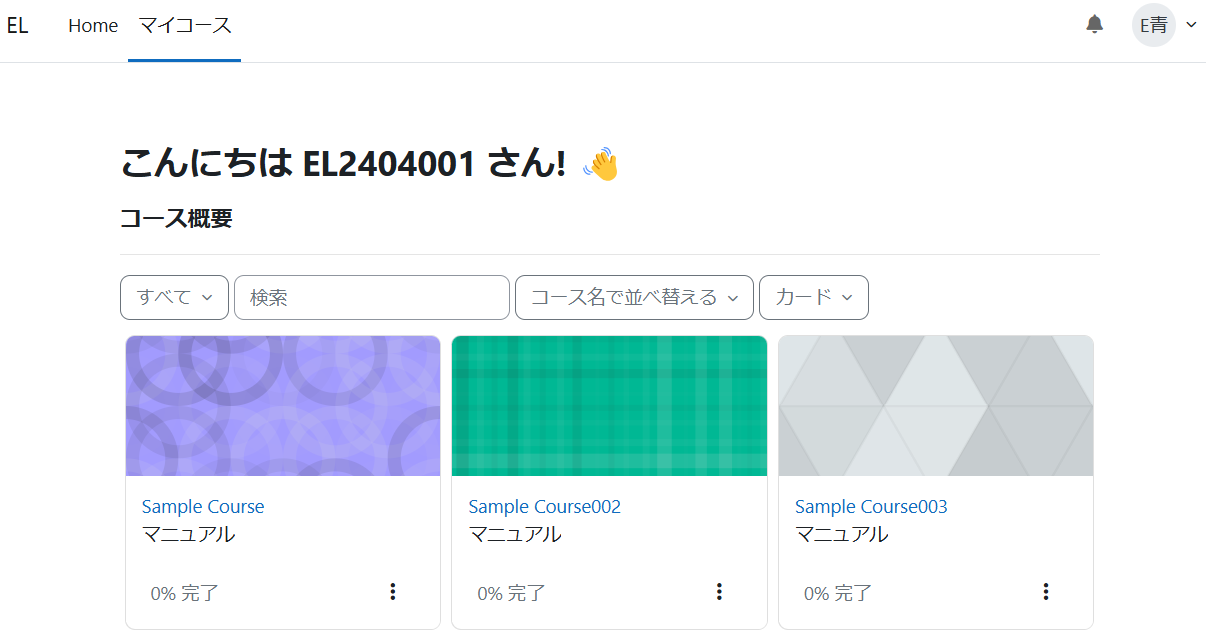 EL Home マイコース E青
こんにちは EL2404001 さん! 👋
コース概要
すべて 検索 コース名で並べ替える カード
Sample Course Sample Course002 Sample Course003
マニュアル マニュアル マニュアル
0% 完了 0% 完了 0% 完了